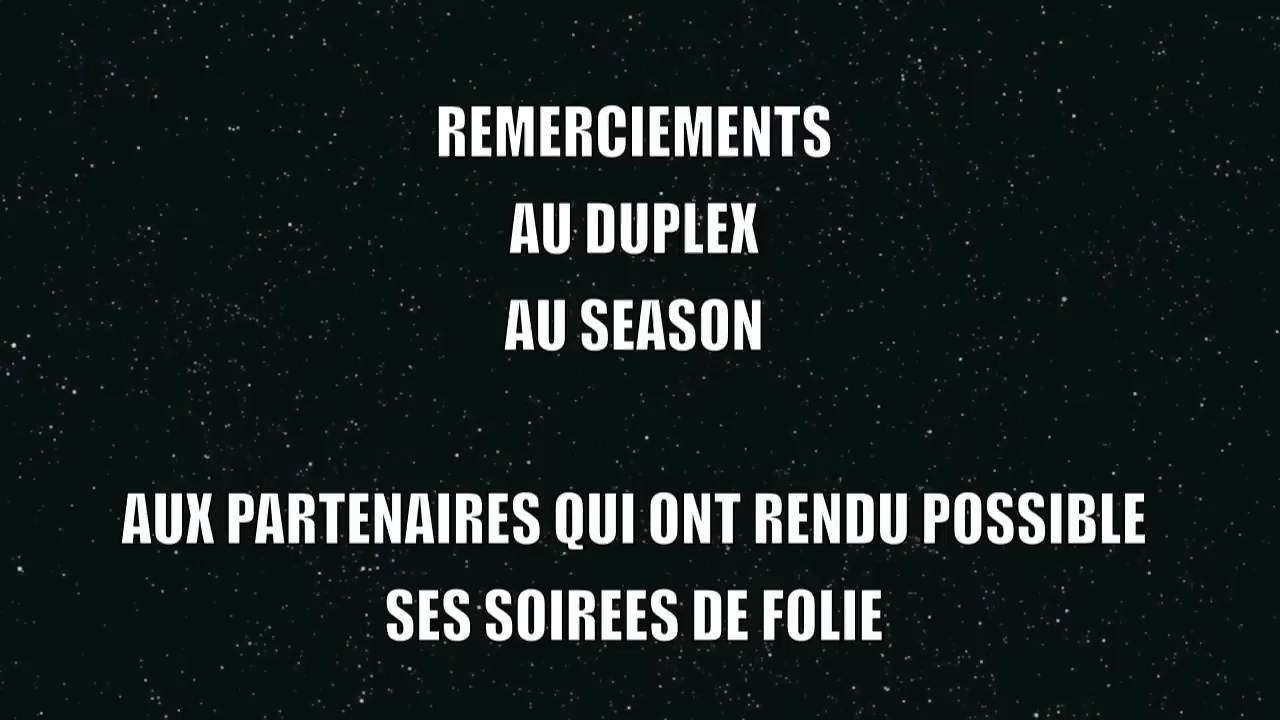 REMERCIEMENTS
AU DUPLEX
AU SEASON
AUX PARTENAIRES QUI ONT RENDU POSSIBLE
SES SOIREES DE FOLIE